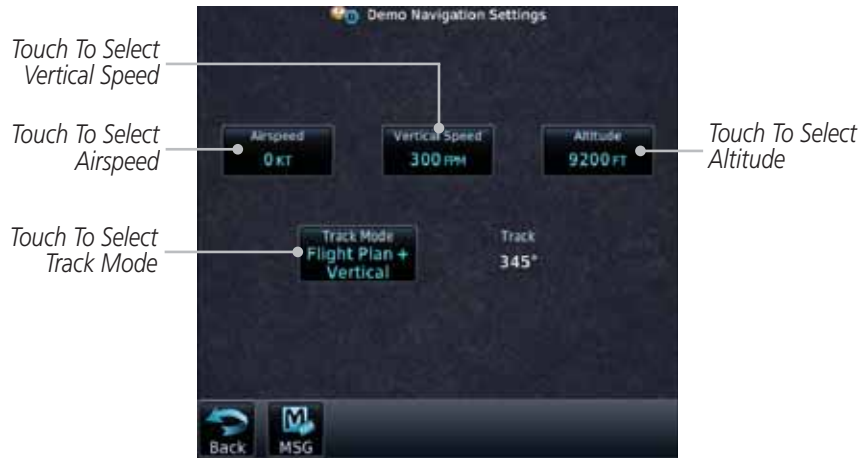 Demo Navigation Settings
Touch To Select
Vertical Speed
Touch To Select
Airspeed
Airspeed
0 KT
Vertical Speed
300 FPM
Altitude
9200 FT
Touch To Select
Altitude
Touch To Select
Track Mode
Track Mode
Flight Plan +
Vertical
Track
345°
Back
MSG